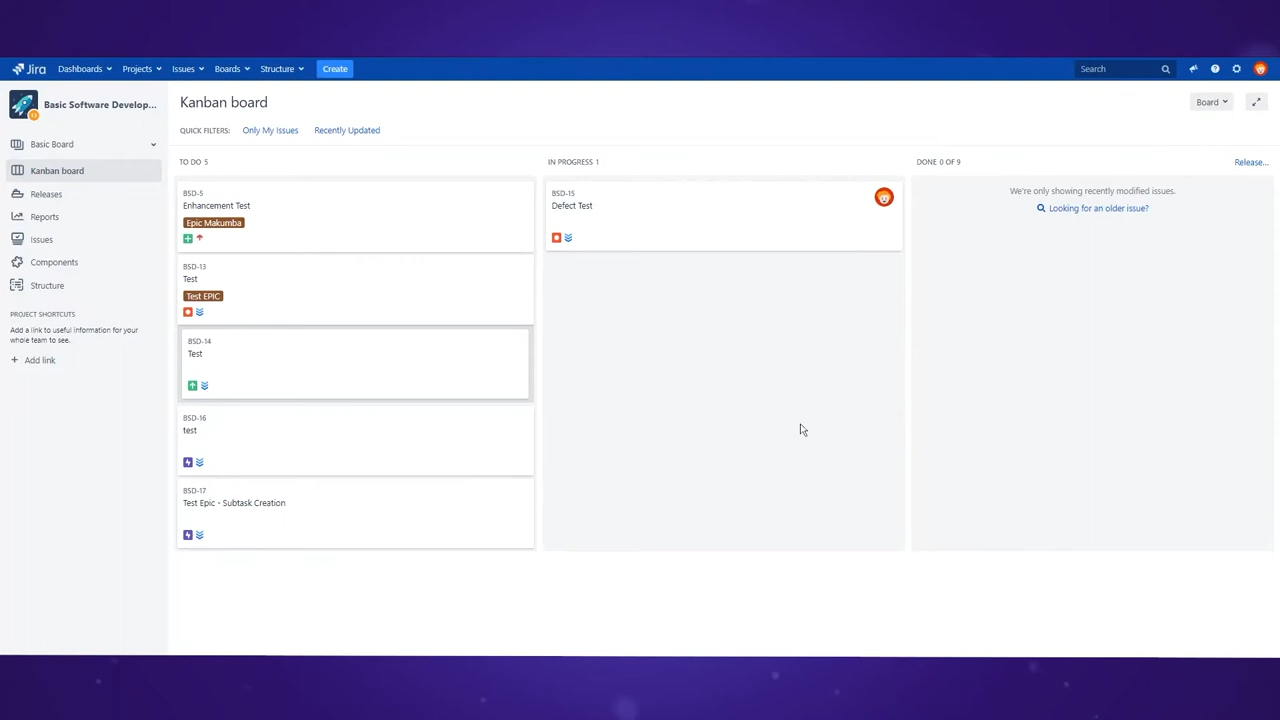 Jira Dashboards Projects Issues Boards Structure Create Search
Basic Software Develop...
Basic Board
Kanban board
Releases
Reports
Issues
Components
Structure
PROJECT SHORTCUTS
Add a link to useful information for your
whole team to see.
+ Add link
Kanban board
Board
QUICK FILTERS: Only My Issues Recently Updated
TO DO 5
BSD-5
Enhancement Test
Epic Makumba
BSD-13
Test
Test EPIC
BSD-14
Test
BSD-16
test
BSD-17
Test Epic - Subtask Creation
IN PROGRESS 1
BSD-15
Defect Test
DONE 0 OF 9
Release...
We're only showing recently modified issues.
Looking for an older issue?